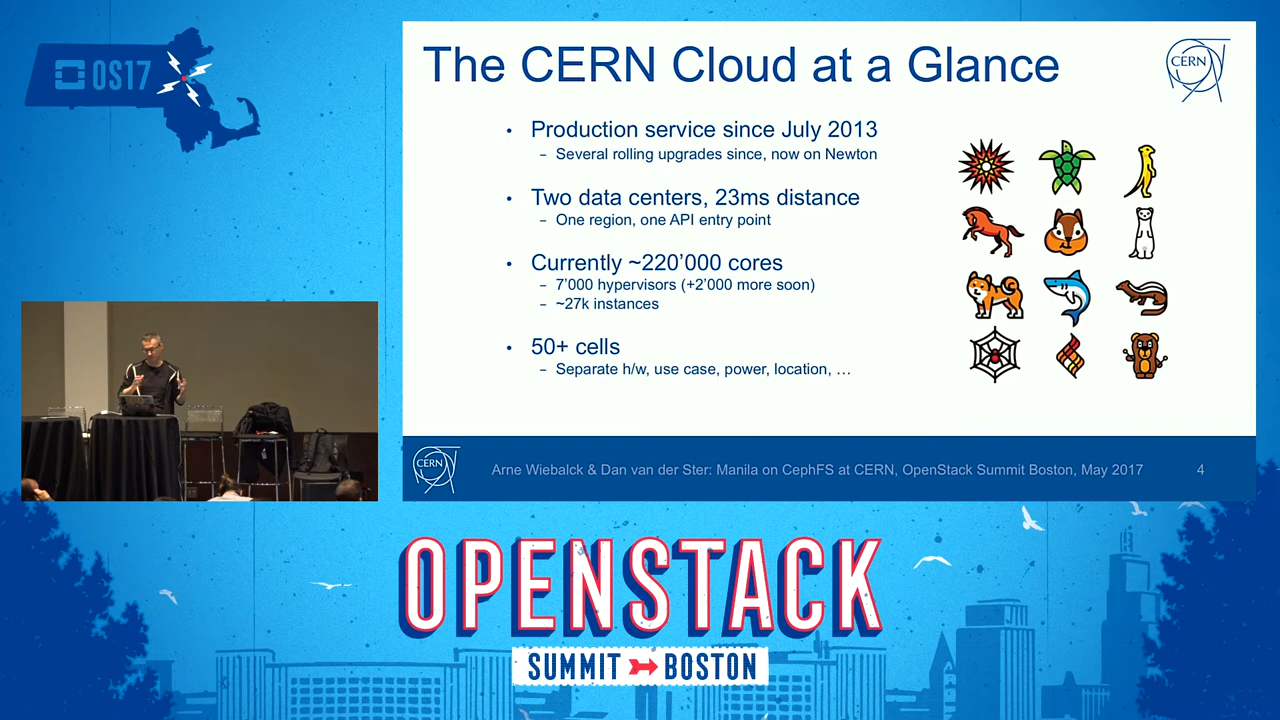 OS17
The CERN Cloud at a Glance
CERN
• Production service since July 2013
– Several rolling upgrades since, now on Newton
• Two data centers, 23ms distance
– One region, one API entry point
• Currently ~220’000 cores
– 7’000 hypervisors (+2’000 more soon)
– ~27k instances
• 50+ cells
– Separate h/w, use case, power, location, …
CERN
Arne Wiebalck & Dan van der Ster: Manila on CephFS at CERN, OpenStack Summit Boston, May 2017
4
OPENSTACK
SUMMIT BOSTON